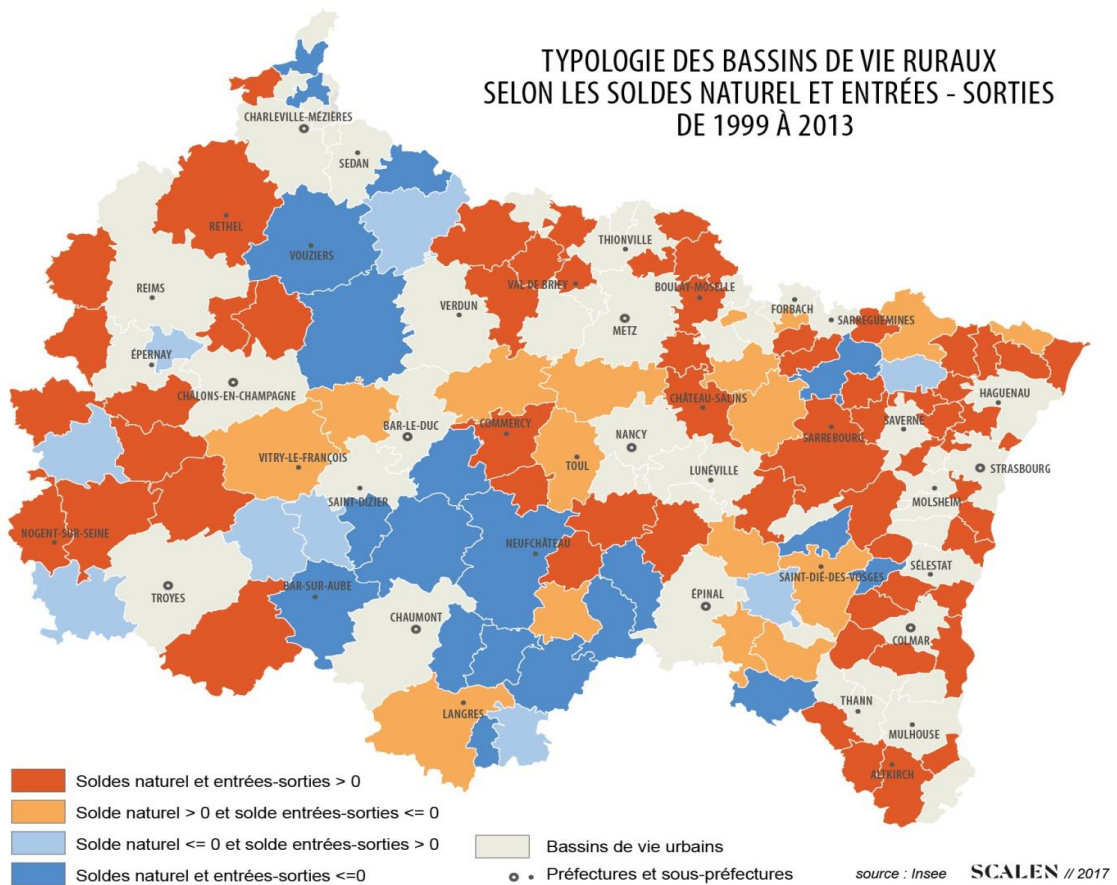 TYPOLOGIE DES BASSINS DE VIE RURAUX
SELON LES SOLDES NATUREL ET ENTRÉES - SORTIES
DE 1999 À 2013
CHARLEVILLE-MÉZIÈRES
SEDAN
RETHEL
VOUZIERS
THIONVILLE
REIMS
VAL DE BRIEY
BOULAY-MOSELLE
VERDUN
FORBACH
METZ
SARREGUEMINES
ÉPERNAY
CHÂLONS-EN-CHAMPAGNE
CHÂTEAU-SALINS
HAGUENAU
BAR-LE-DUC
COMMERCY
SAVERNE
SARREBOURG
NANCY
VITRY-LE-FRANÇOIS
TOUL
LUNÉVILLE
STRASBOURG
SAINT-DIZIER
MOLSHEIM
NOGENT-SUR-SEINE
NEUFCHÂTEAU
SÉLESTAT
SAINT-DIÉ-DES-VOSGES
BAR-SUR-AUBE
TROYES
ÉPINAL
CHAUMONT
COLMAR
THANN
LANGRES
MULHOUSE
ALTKIRCH
Soldes naturel et entrées-sorties > 0
Solde naturel > 0 et solde entrées-sorties <= 0
Solde naturel <= 0 et solde entrées-sorties > 0
Soldes naturel et entrées-sorties <=0
Bassins de vie urbains
Préfectures et sous-préfectures
source : Insee SCALEN // 2017